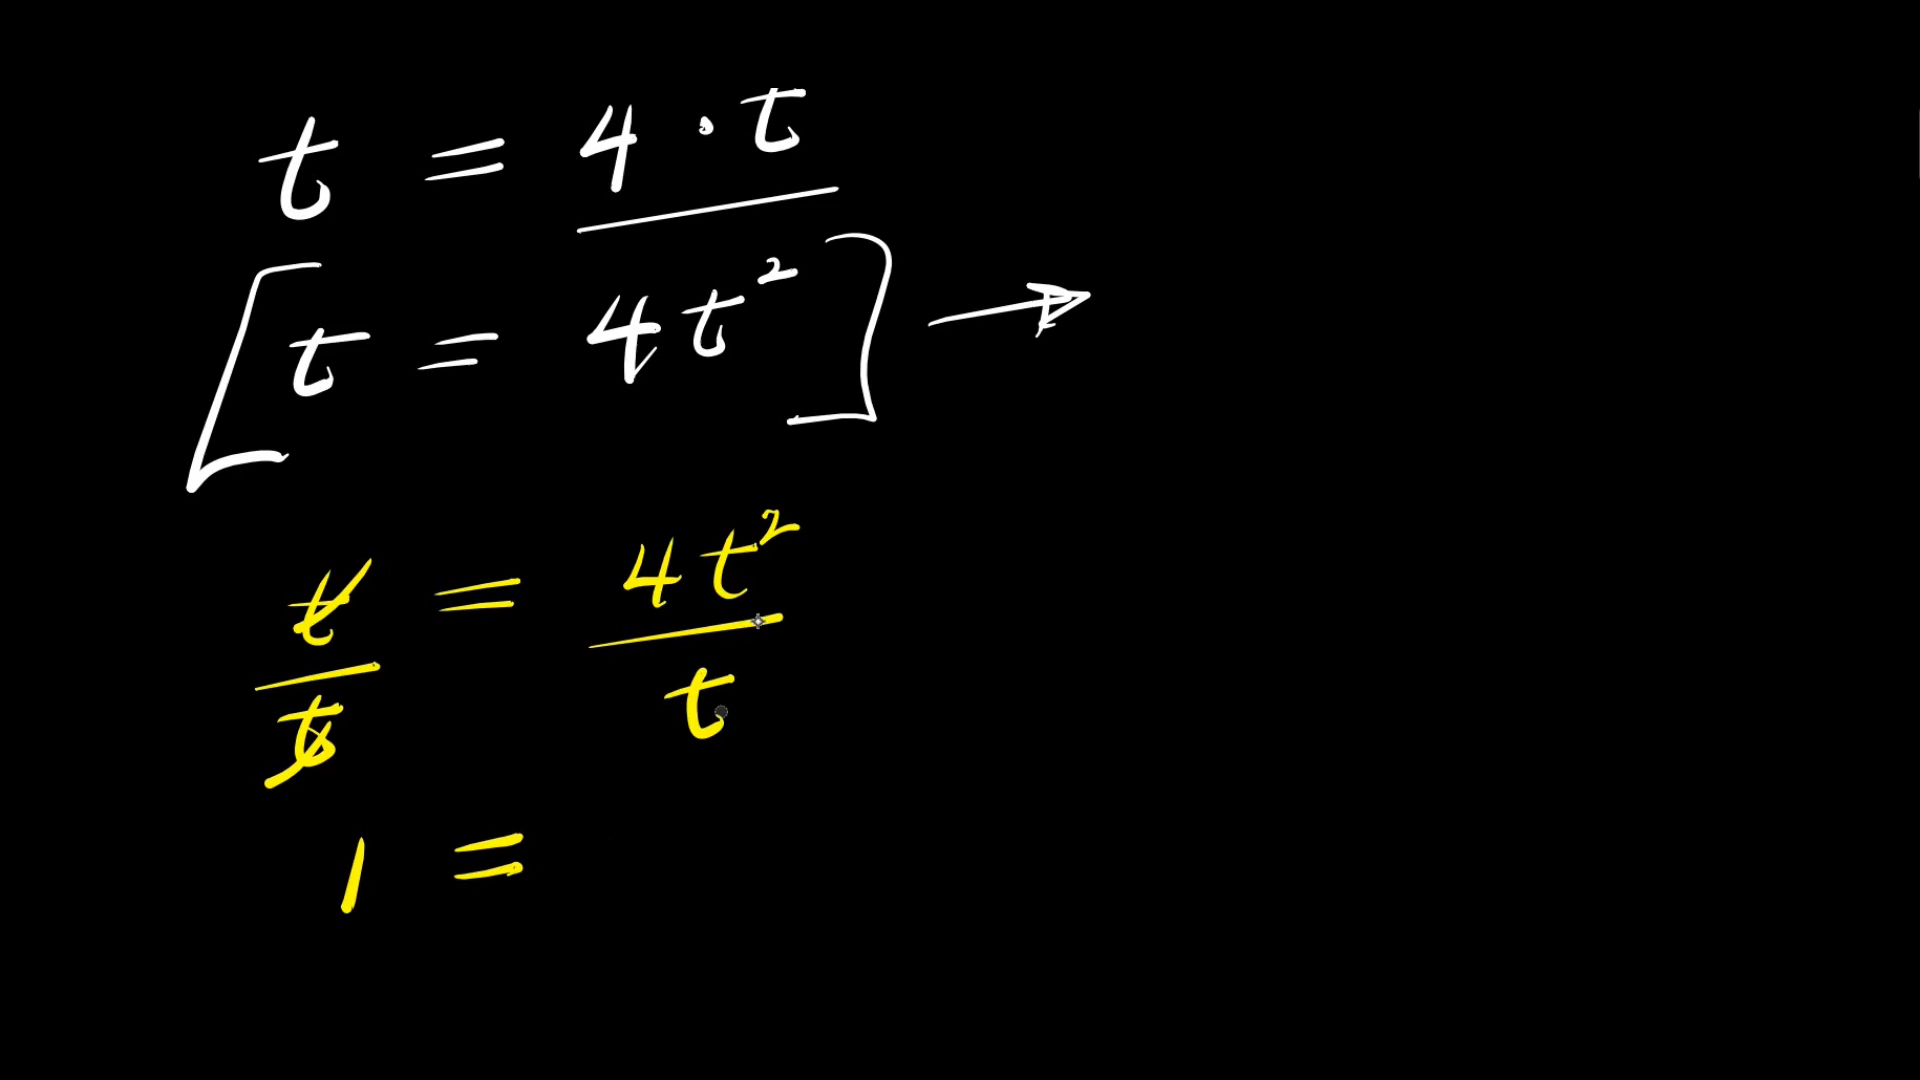 t = 4 · t
[t = 4t²] →
t/t = 4t²/t
1 =